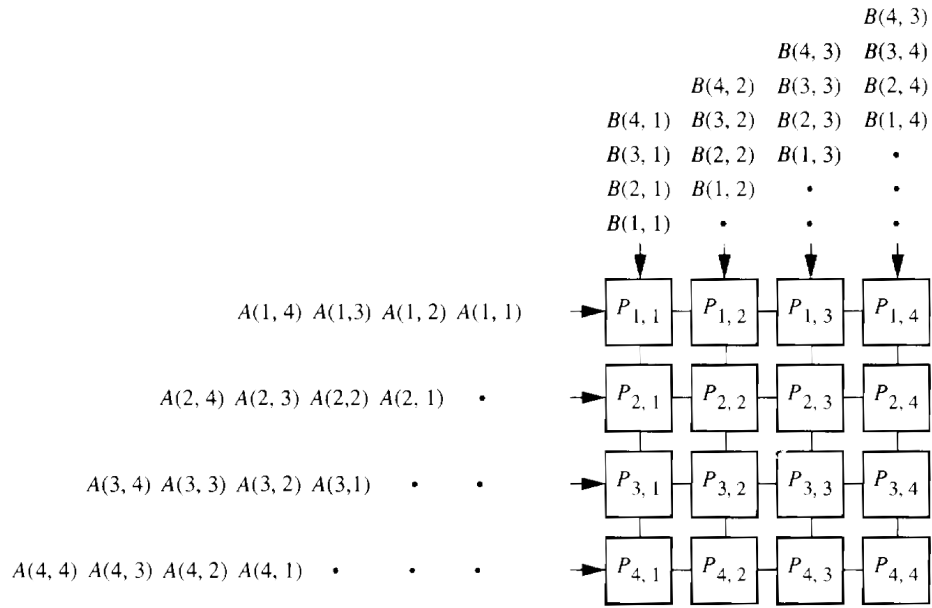 B(4, 3)
B(4, 3) B(3, 4)
B(4, 2) B(3, 3) B(2, 4)
B(4, 1) B(3, 2) B(2, 3) B(1, 4)
B(3, 1) B(2, 2) B(1, 3) •
B(2, 1) B(1, 2) • •
B(1, 1) • • •
A(1, 4) A(1,3) A(1, 2) A(1, 1) P1, 1 P1, 2 P1, 3 P1, 4
A(2, 4) A(2, 3) A(2,2) A(2, 1) • P2, 1 P2, 2 P2, 3 P2, 4
A(3, 4) A(3, 3) A(3, 2) A(3,1) • • P3, 1 P3, 2 P3, 3 P3, 4
A(4, 4) A(4, 3) A(4, 2) A(4, 1) • • • P4, 1 P4, 2 P4, 3 P4, 4